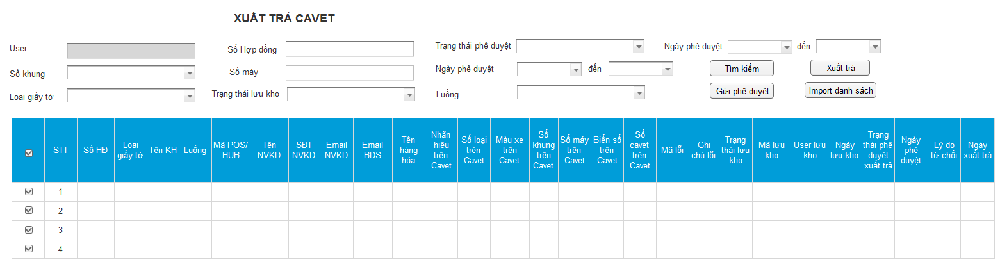 XUẤT TRẢ CAVET
User
Số Hợp đồng
Trạng thái phê duyệt
Ngày phê duyệt
đến
Số khung
Số máy
Ngày phê duyệt
đến
Tìm kiếm
Xuất trả
Loại giấy tờ
Trạng thái lưu kho
Luồng
Gửi phê duyệt
Import danh sách
STT
Số HĐ
Loại
giấy tờ
Tên KH
Luồng
Mã POS/
HUB
Tên
NVKD
SĐT
NVKD
Email
NVKD
Email
BDS
Tên
hàng
hóa
Nhãn
hiệu
trên
Cavet
Số loại
trên
Cavet
Màu xe
trên
Cavet
Số
khung
trên
Cavet
Số máy
trên
Cavet
Biển số
trên
Cavet
Số
cavet
trên
Cavet
Mã lỗi
Ghi
chú lỗi
Trạng
thái lưu
kho
Mã lưu
kho
User lưu
kho
Ngày
lưu kho
Trạng
thái phê
duyệt
xuất trả
Ngày
phê
duyệt
Lý do
từ chối
Ngày
xuất trả
1
2
3
4